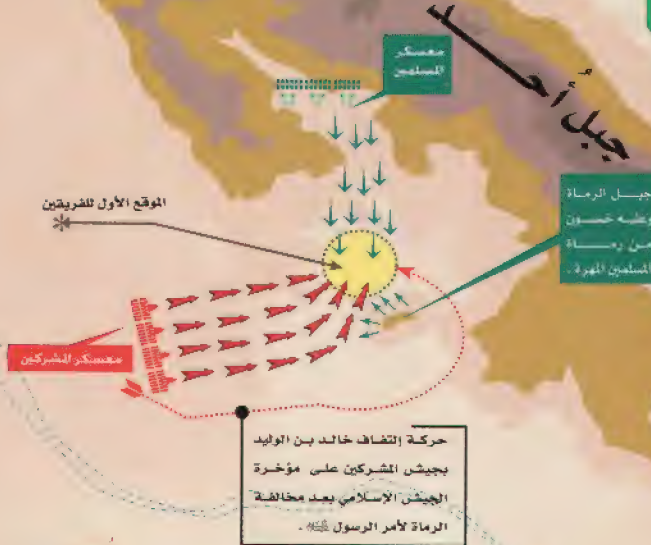 جبل أُحد
معسكر
المسلمين
جبل الرماة
وعليه خمسون
من رماة
المسلمين المهرة.
الموقع الأول للفريقين
معسكر المشركين
حركة إلتفاف خالد بن الوليد
بجيش المشركين على مؤخرة
الجيش الإسلامي بعد مخالفة
الرماة لأمر الرسول ﷺ.